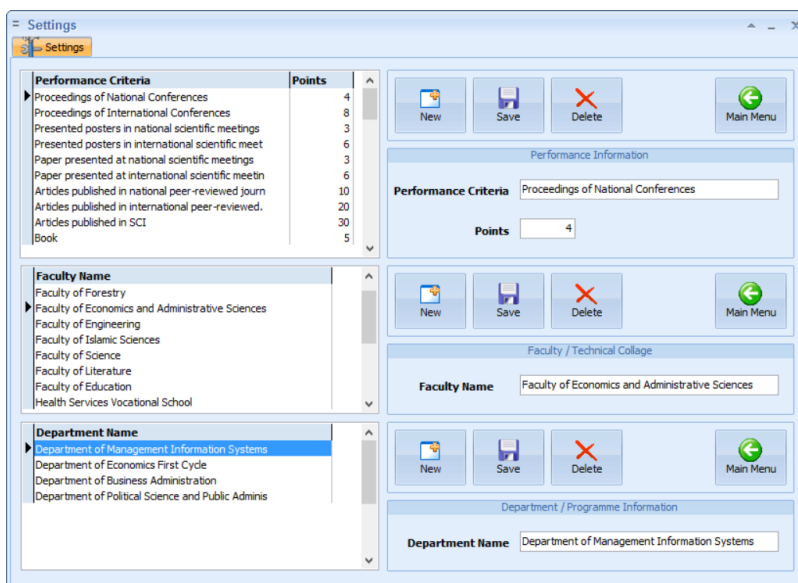 Settings
Settings
Performance Criteria Points
Proceedings of National Conferences 4
Proceedings of International Conferences 8
Presented posters in national scientific meetings 3
Presented posters in international scientific meet 6
Paper presented at national scientific meetings 3
Paper presented at international scientific meetin 6
Articles published in national peer-reviewed journ 10
Articles published in international peer-reviewed. 20
Articles published in SCI 30
Book 5
New Save Delete Main Menu
Performance Information
Performance Criteria Proceedings of National Conferences
Points 4
Faculty Name
Faculty of Forestry
Faculty of Economics and Administrative Sciences
Faculty of Engineering
Faculty of Islamic Sciences
Faculty of Science
Faculty of Literature
Faculty of Education
Health Services Vocational School
New Save Delete Main Menu
Faculty / Technical Collage
Faculty Name Faculty of Economics and Administrative Sciences
Department Name
Department of Management Information Systems
Department of Economics First Cycle
Department of Business Administration
Department of Political Science and Public Adminis
New Save Delete Main Menu
Department / Programme Information
Department Name Department of Management Information Systems